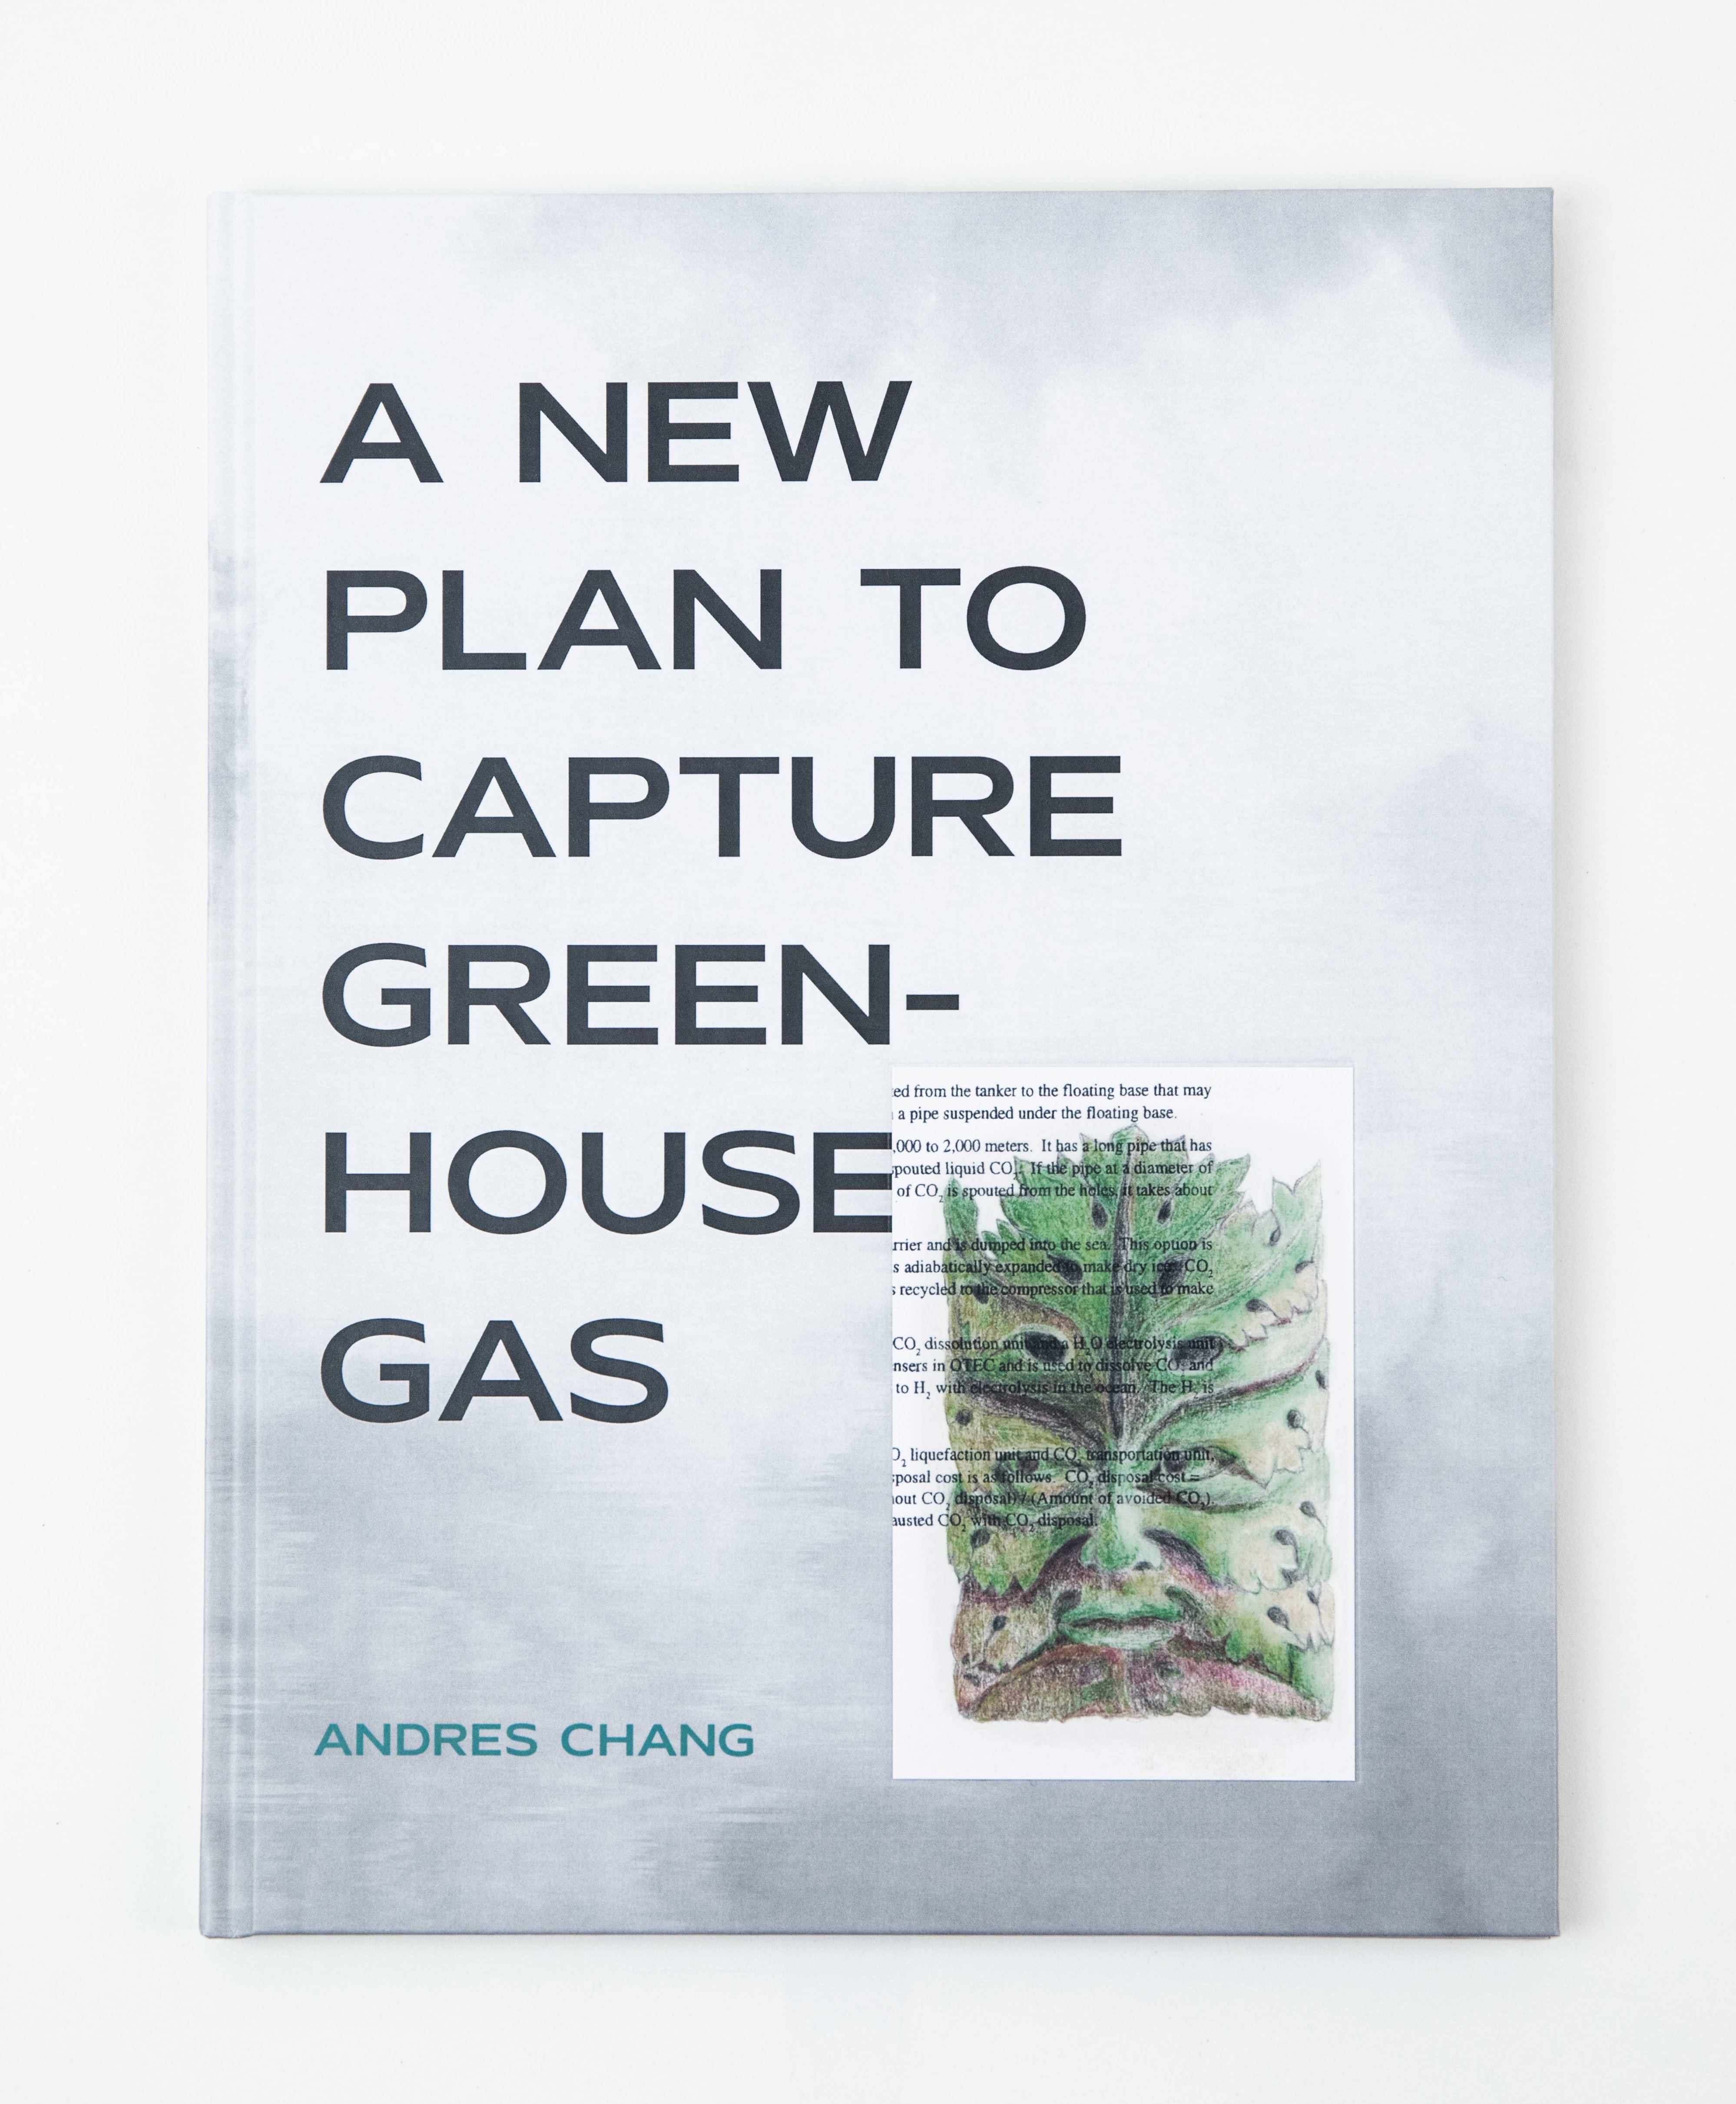 A NEW
PLAN TO
CAPTURE
GREEN-
HOUSE
GAS
ed from the tanker to the floating base that may
a pipe suspended under the floating base.
,000 to 2,000 meters. It has a long pipe that has
pouted liquid CO₂. If the pipe at a diameter of
of CO₂ is spouted from the holes, it takes about
rrier and is dumped into the sea. This option is
s adiabatically expanded to make dry ice. CO₂
s recycled to the compressor that is used to make
CO₂ dissolution unit and a H₂O electrolysis unit
nsers in OTEC and is used to dissolve CO₂ and
to H₂ with electrolysis in the ocean. The H₂ is
O₂ liquefaction unit and CO₂ transportation unit,
posal cost is as follows. CO₂ disposal cost =
out CO₂ disposal) / (Amount of avoided CO₂).
austed CO₂ with CO₂ disposal.
ANDRES CHANG